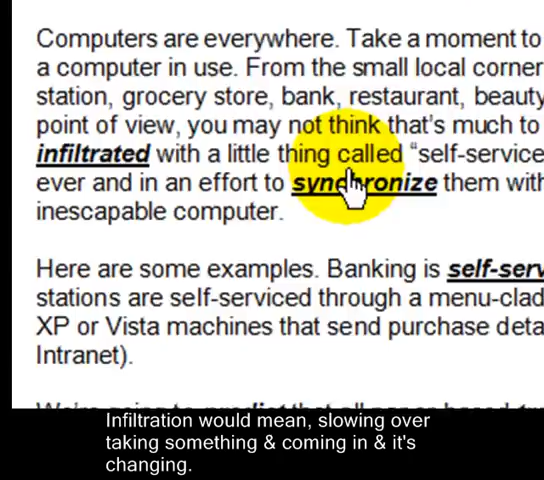 Computers are everywhere. Take a moment to
a computer in use. From the small local corner
station, grocery store, bank, restaurant, beauty
point of view, you may not think that's much to
infiltrated with a little thing called “self-service
ever and in an effort to synchronize them with
inescapable computer.
Here are some examples. Banking is self-serv
stations are self-serviced through a menu-clad
XP or Vista machines that send purchase deta
Intranet).
Infiltration would mean, slowing over
taking something & coming in & it's
changing.